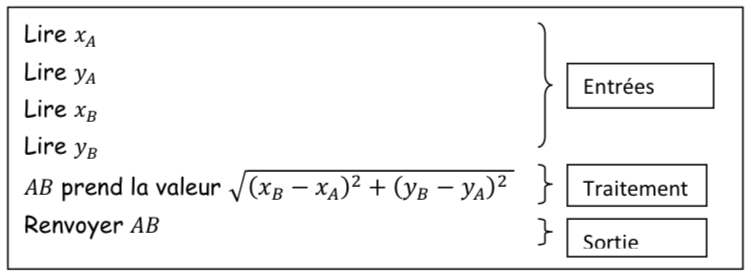 Lire x_A
Lire y_A
Lire x_B
Lire y_B
Entrées
AB prend la valeur √((x_B − x_A)² + (y_B − y_A)²)
Traitement
Renvoyer AB
Sortie